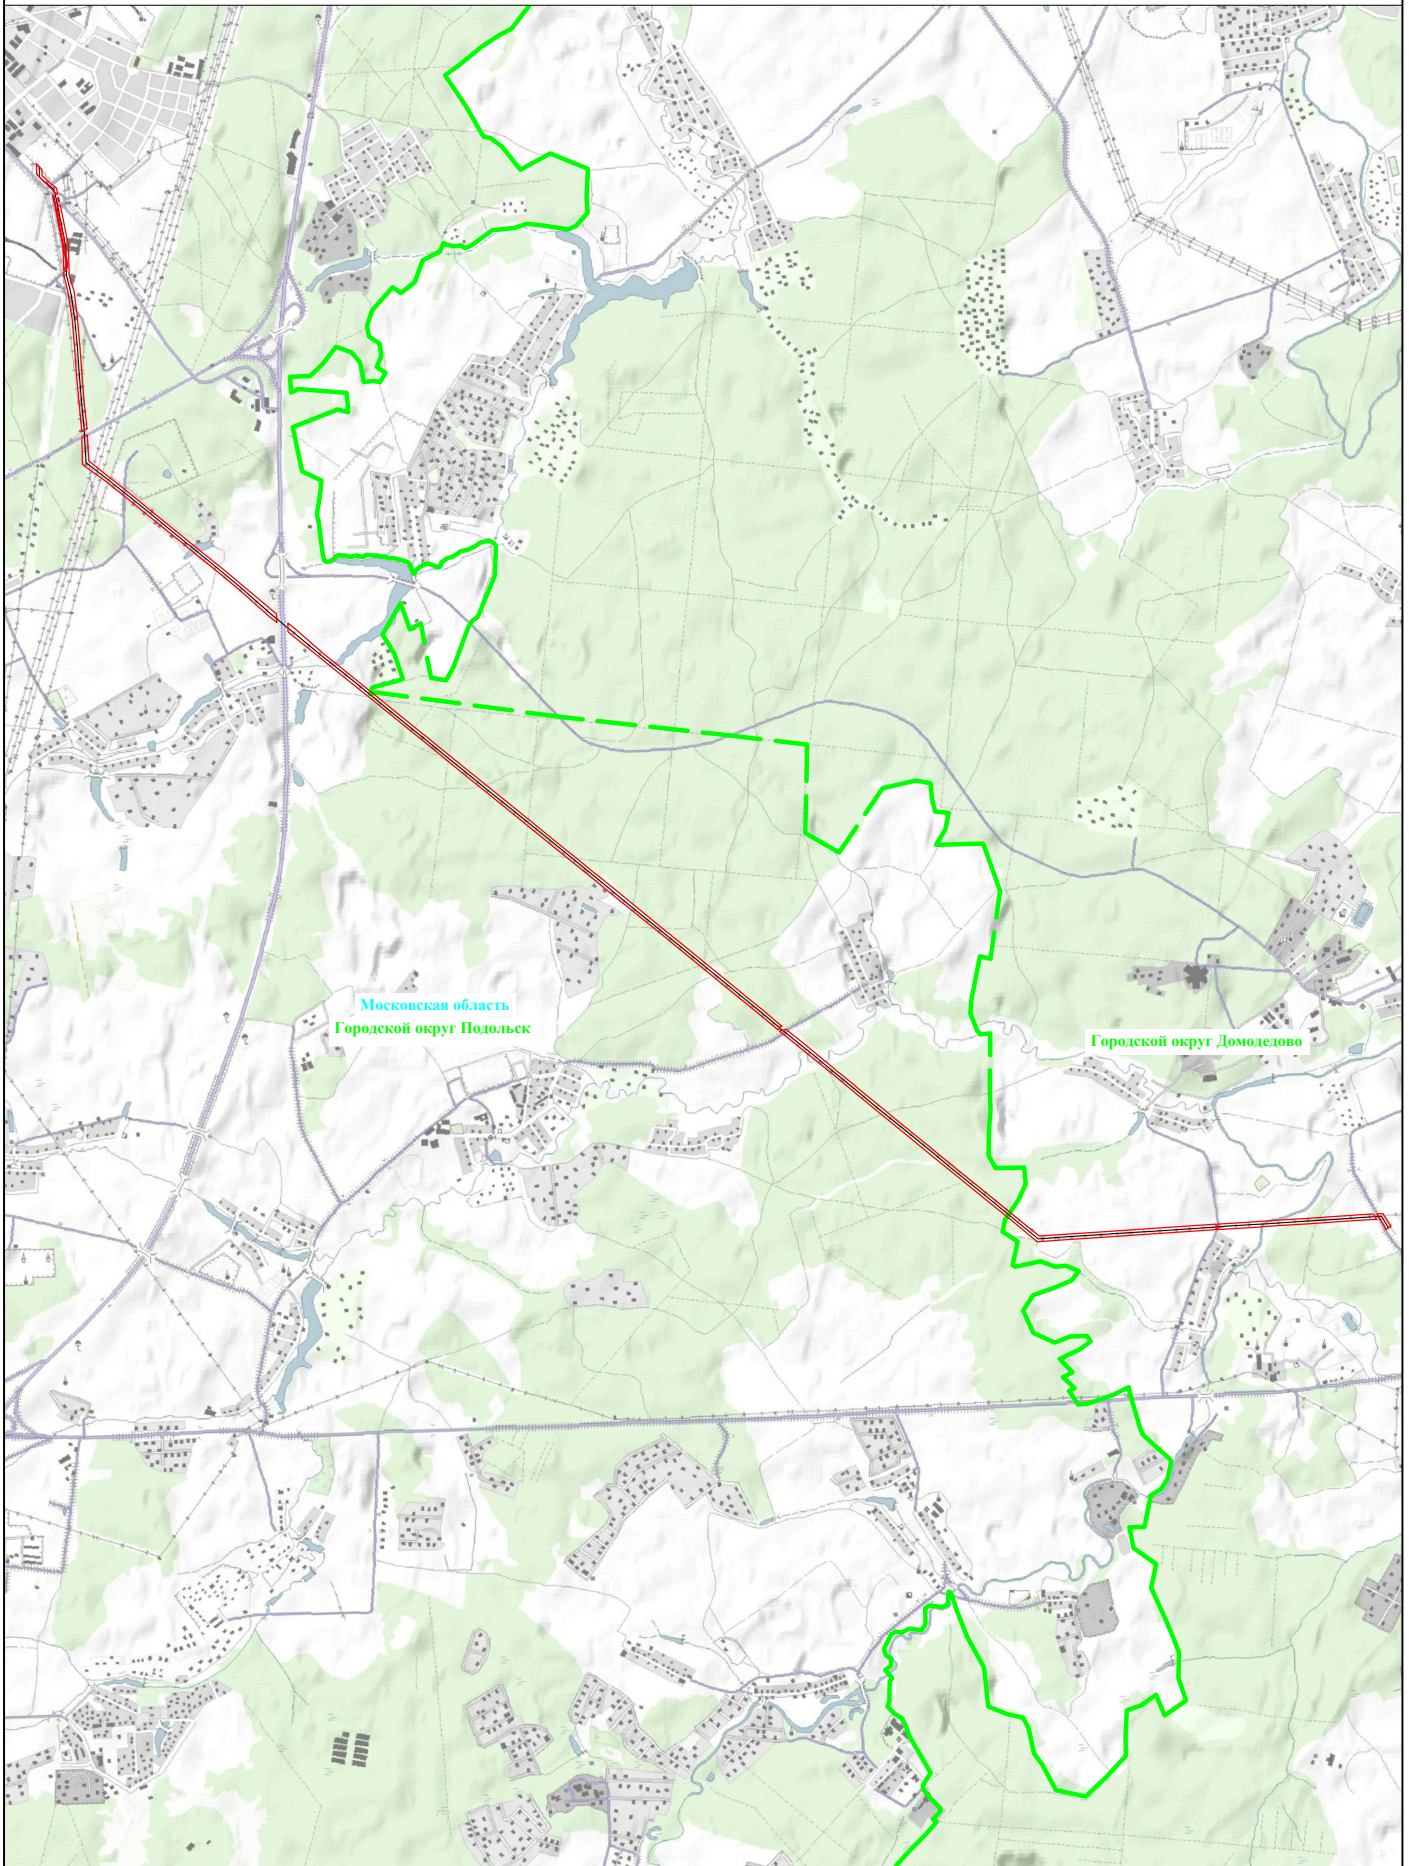 Московская область
Городской округ Подольск
Городской округ Домодедово